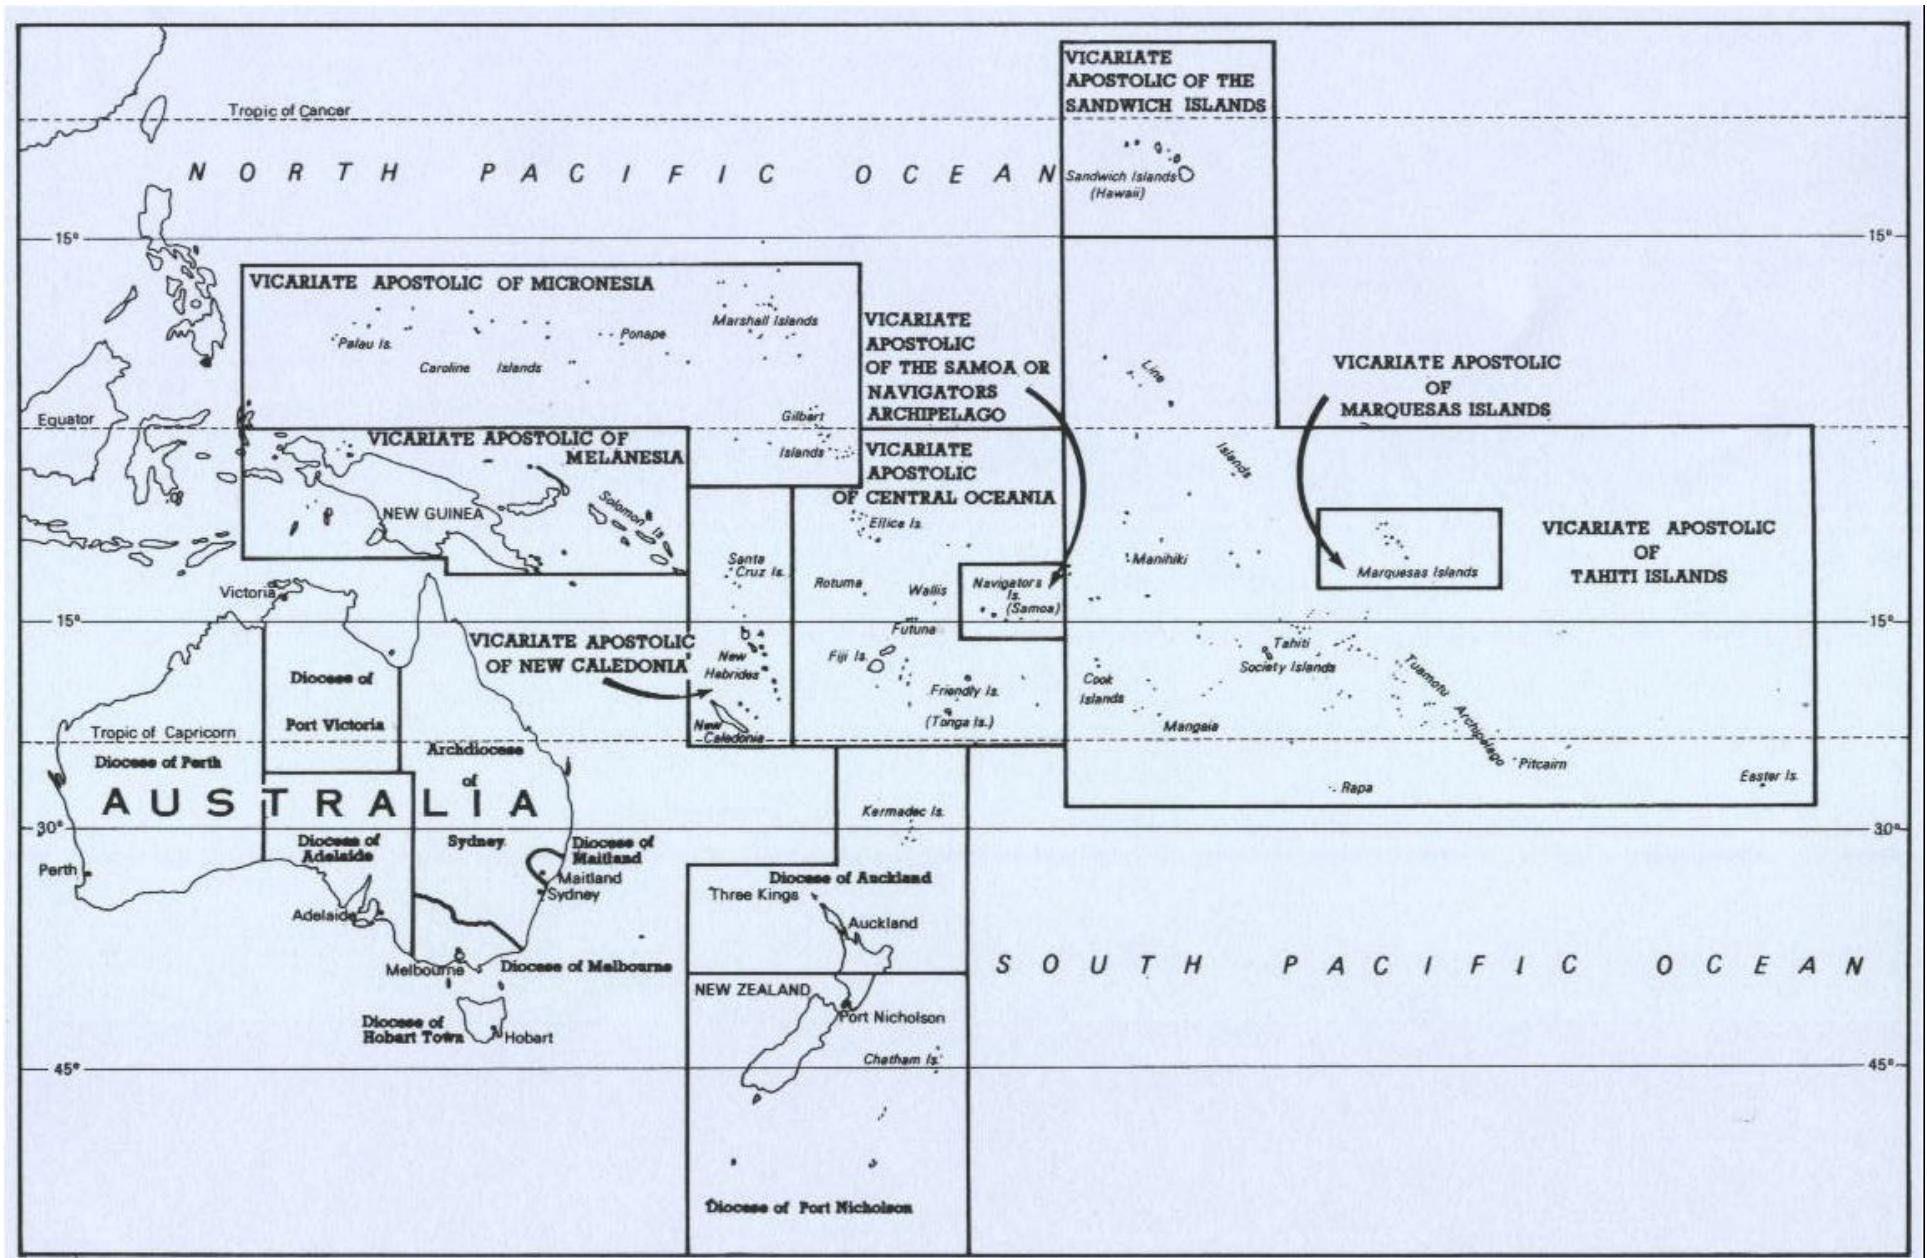 VICARIATE
APOSTOLIC OF THE
SANDWICH ISLANDS
Tropic of Cancer
NORTH PACIFIC OCEAN
Sandwich Islands
(Hawaii)
15°
15°
VICARIATE APOSTOLIC OF MICRONESIA
Marshall Islands
Ponape
Palau Is.
Caroline Islands
Gilbert
Islands
VICARIATE
APOSTOLIC
OF THE SAMOA OR
NAVIGATORS
ARCHIPELAGO
Line
Islands
VICARIATE APOSTOLIC
OF
MARQUESAS ISLANDS
Equator
VICARIATE APOSTOLIC OF
MELANESIA
NEW GUINEA
Solomon Is
VICARIATE
APOSTOLIC
OF CENTRAL OCEANIA
Ellice Is.
Santa
Cruz Is.
Rotuma
Wallis
Navigators
Is.
(Samoa)
Futuna
Fiji Is.
Friendly Is.
(Tonga Is.)
Manihiki
Marquesas Islands
VICARIATE APOSTOLIC
OF
TAHITI ISLANDS
Victoria
15°
15°
VICARIATE APOSTOLIC
OF NEW CALEDONIA
New
Hebrides
New
Caledonia
Cook
Islands
Mangaia
Tahiti
Society Islands
Tuamotu
Archipelago
Pitcairn
Rapa
Easter Is.
Diocese of
Port Victoria
Tropic of Capricorn
Diocese of Perth
Archdiocese
of
Sydney
AUSTRALIA
30°
30°
Diocese of
Adelaide
Diocese of
Maitland
Maitland
Sydney
Perth
Adelaide
Melbourne
Diocese of Melbourne
Diocese of
Hobart Town
Hobart
Kermadec Is.
Diocese of Auckland
Three Kings
Auckland
NEW ZEALAND
Port Nicholson
Chatham Is.
SOUTH PACIFIC OCEAN
45°
45°
Diocese of Port Nicholson